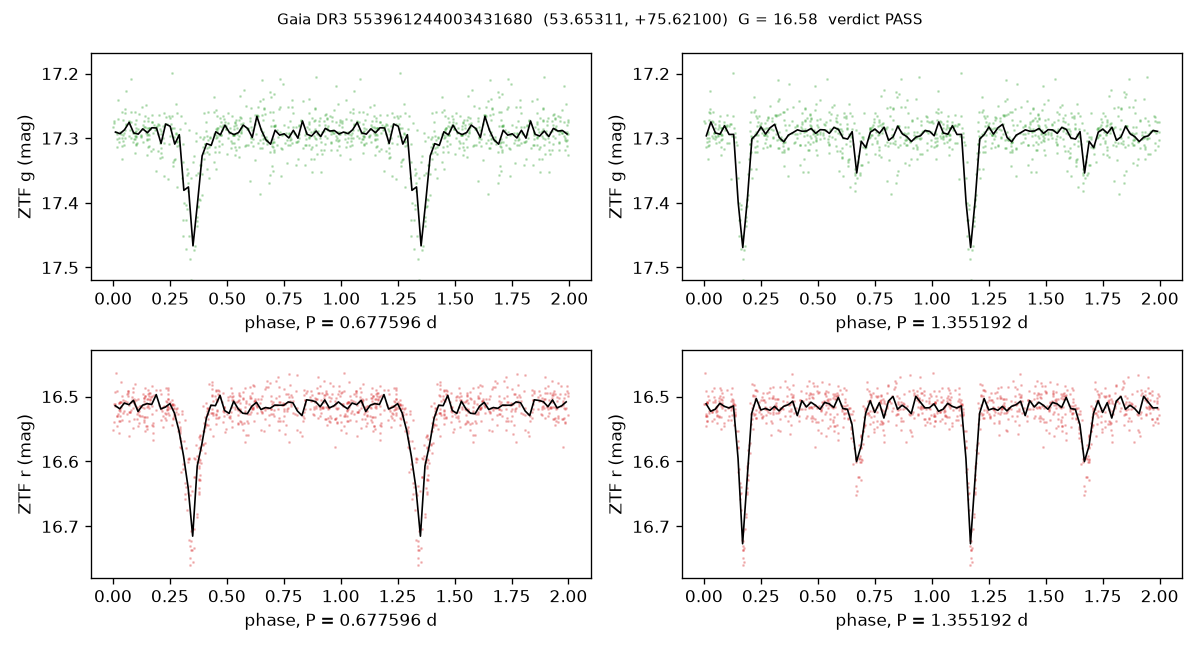 Gaia DR3 553961244003431680  (53.65311, +75.62100)  G = 16.58  verdict PASS
ZTF g (mag)
17.2
17.3
17.4
17.5
0.00 0.25 0.50 0.75 1.00 1.25 1.50 1.75 2.00
phase, P = 0.677596 d
ZTF g (mag)
17.2
17.3
17.4
17.5
0.00 0.25 0.50 0.75 1.00 1.25 1.50 1.75 2.00
phase, P = 1.355192 d
ZTF r (mag)
16.5
16.6
16.7
0.00 0.25 0.50 0.75 1.00 1.25 1.50 1.75 2.00
phase, P = 0.677596 d
ZTF r (mag)
16.5
16.6
16.7
0.00 0.25 0.50 0.75 1.00 1.25 1.50 1.75 2.00
phase, P = 1.355192 d